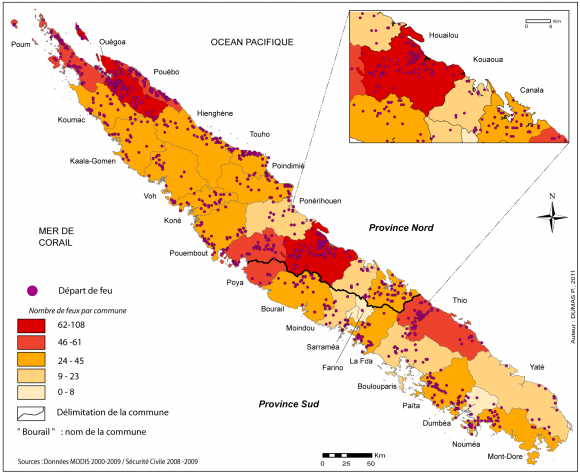 OCEAN PACIFIQUE
Poum
Ouégoa
Pouébo
Koumac
Hienghène
Touho
Kaala-Gomen
Poindimié
Voh
Koné
Ponérihouen
Pouembout
Province Nord
MER DE
CORAIL
Poya
Bourail
Moindou
Sarraméa
Farino
La Foa
Boulouparis
Païta
Dumbéa
Nouméa
Mont-Dore
Thio
Yaté
Province Sud
Houaïlou
Kouaoua
Canala
0 6
Km
N
Départ de feu
Nombre de feux par commune
62-108
46 -61
24 - 45
9 - 23
0 - 8
Délimitation de la commune
" Bourail " : nom de la commune
Sources : Données MODIS 2000-2009 / Sécurité Civile 2008 -2009
Km
0 25 50
Auteur : DUMAS P., 2011